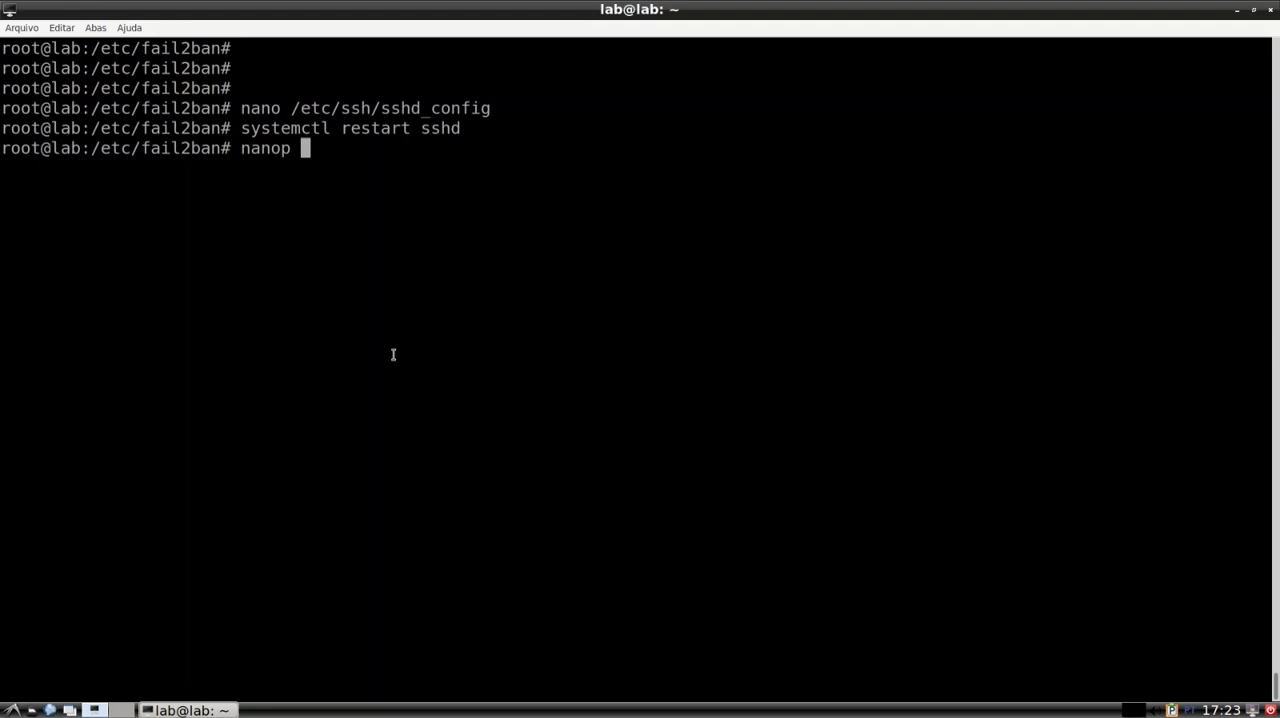 lab@lab: ~
Arquivo Editar Abas Ajuda
root@lab:/etc/fail2ban#
root@lab:/etc/fail2ban#
root@lab:/etc/fail2ban#
root@lab:/etc/fail2ban# nano /etc/ssh/sshd_config
root@lab:/etc/fail2ban# systemctl restart sshd
root@lab:/etc/fail2ban# nanop
lab@lab: ~ P PT 17:23